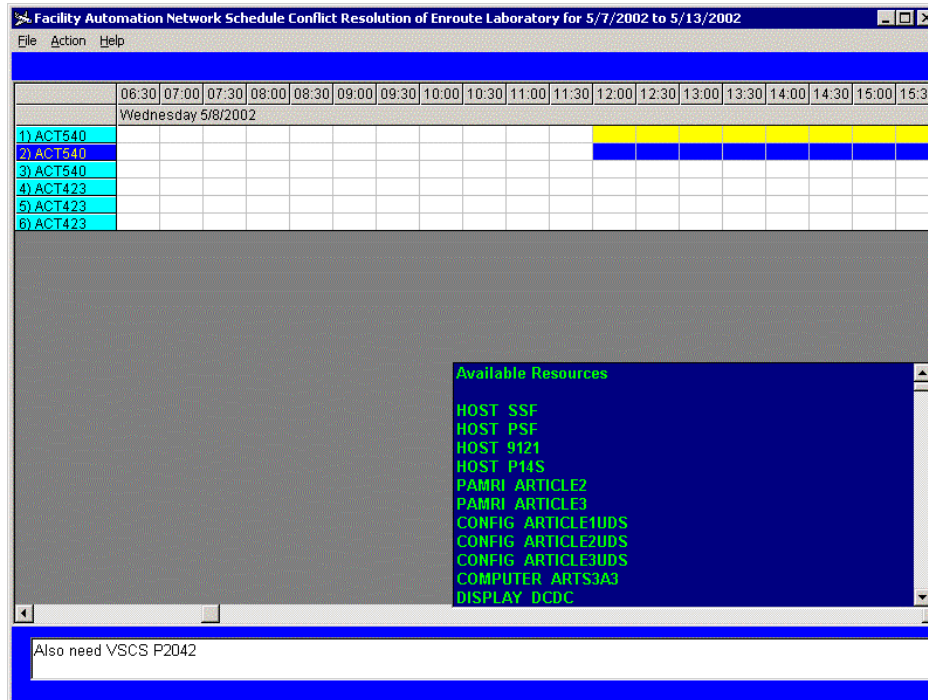 Facility Automation Network Schedule Conflict Resolution of Enroute Laboratory for 5/7/2002 to 5/13/2002
File Action Help
06:30 07:00 07:30 08:00 08:30 09:00 09:30 10:00 10:30 11:00 11:30 12:00 12:30 13:00 13:30 14:00 14:30 15:00 15:3
Wednesday 5/8/2002
1) ACT540
2) ACT540
3) ACT540
4) ACT423
5) ACT423
6) ACT423
Available Resources
HOST SSF
HOST PSF
HOST 9121
HOST P14S
PAMRI ARTICLE2
PAMRI ARTICLE3
CONFIG ARTICLE1UDS
CONFIG ARTICLE2UDS
CONFIG ARTICLE3UDS
COMPUTER ARTS3A3
DISPLAY DCDC
Also need VSCS P2042